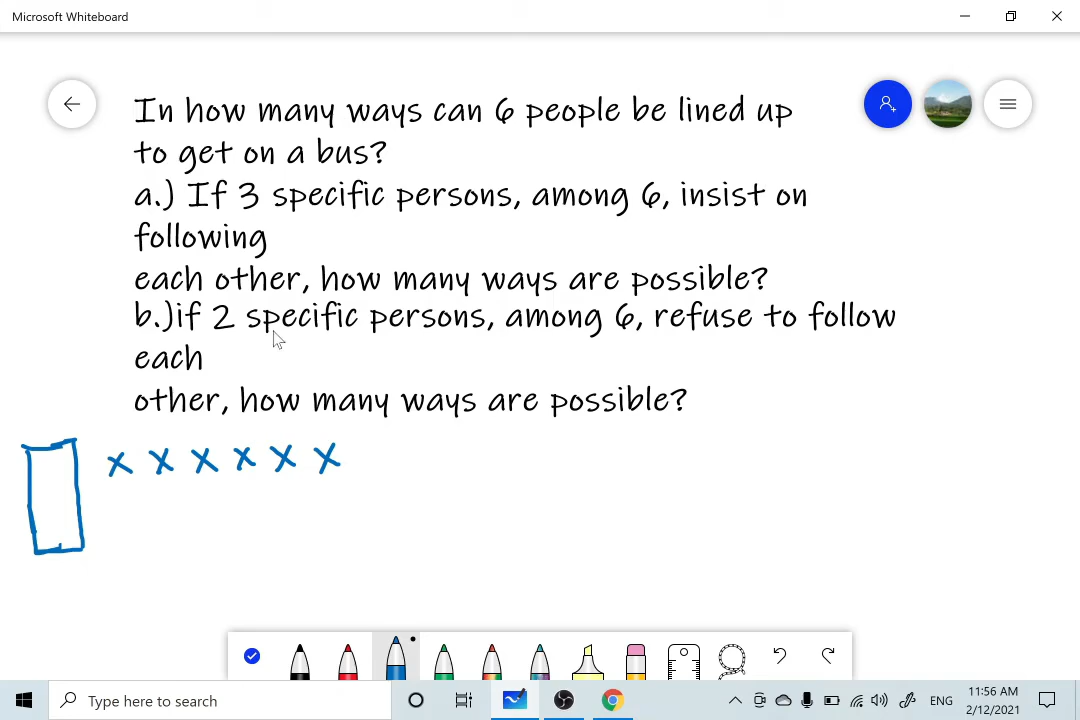 Microsoft Whiteboard
In how many ways can 6 people be lined up
to get on a bus?
a.) If 3 specific persons, among 6, insist on
following
each other, how many ways are possible?
b.)if 2 specific persons, among 6, refuse to follow
each
other, how many ways are possible?
x x x x x x
Type here to search
ENG
11:56 AM
2/12/2021